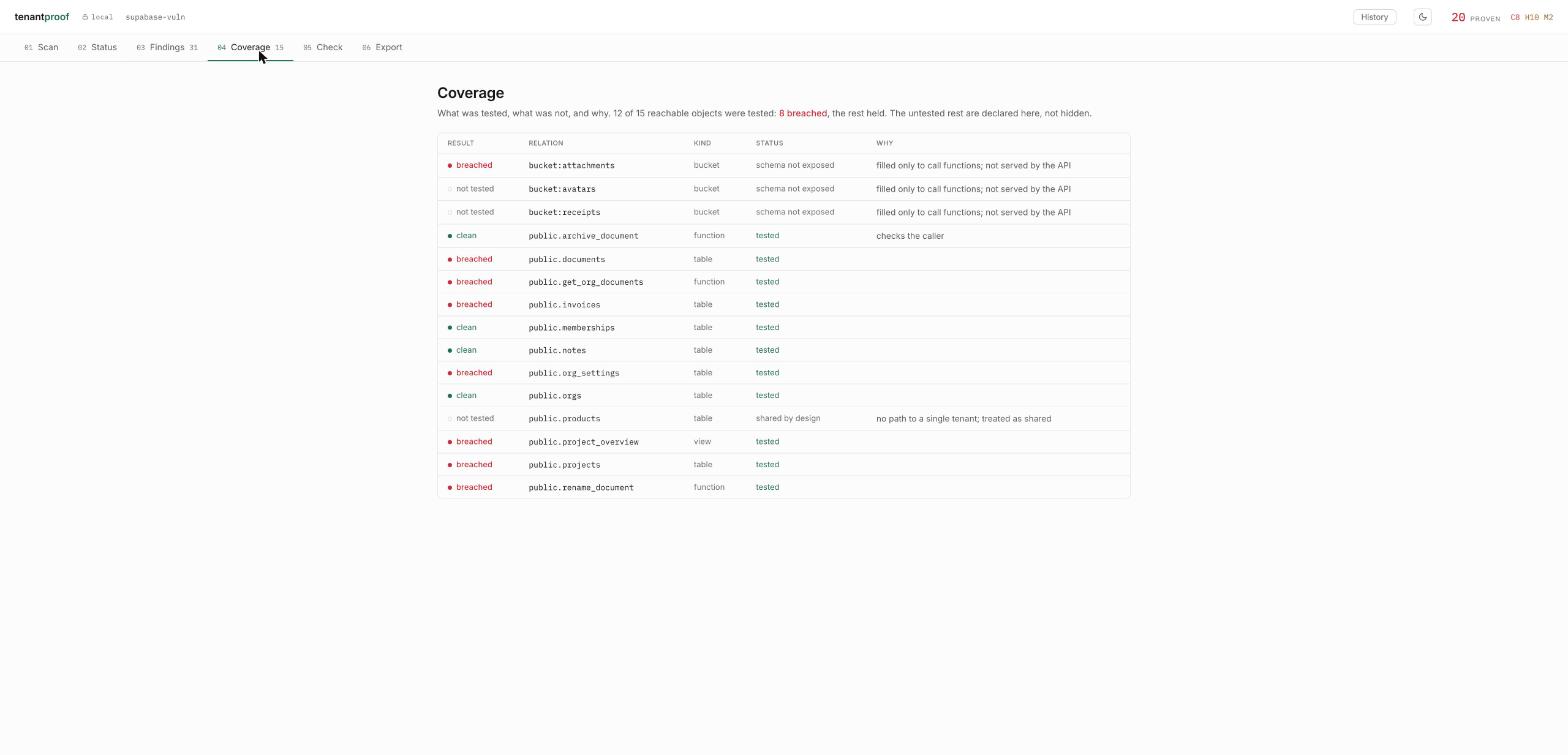 tenantproof local supabase-vuln History 20 PROVEN C8 H10 M2
01 Scan 02 Status 03 Findings 31 04 Coverage 15 05 Check 06 Export
Coverage
What was tested, what was not, and why. 12 of 15 reachable objects were tested: 8 breached, the rest held. The untested rest are declared here, not hidden.
RESULT RELATION KIND STATUS WHY
breached bucket:attachments bucket schema not exposed filled only to call functions; not served by the API
not tested bucket:avatars bucket schema not exposed filled only to call functions; not served by the API
not tested bucket:receipts bucket schema not exposed filled only to call functions; not served by the API
clean public.archive_document function tested checks the caller
breached public.documents table tested
breached public.get_org_documents function tested
breached public.invoices table tested
clean public.memberships table tested
clean public.notes table tested
breached public.org_settings table tested
clean public.orgs table tested
not tested public.products table shared by design no path to a single tenant; treated as shared
breached public.project_overview view tested
breached public.projects table tested
breached public.rename_document function tested